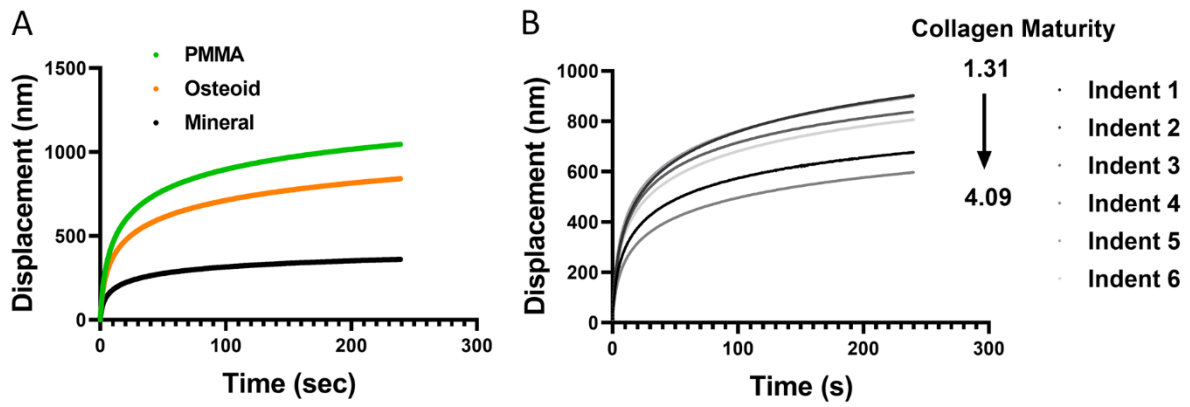 A
PMMA
Osteoid
Mineral
Displacement (nm)
1500
1000
500
0
0
100
200
300
Time (sec)
B
Collagen Maturity
1.31
4.09
Indent 1
Indent 2
Indent 3
Indent 4
Indent 5
Indent 6
Displacement (nm)
1000
800
600
400
200
0
0
100
200
300
Time (s)